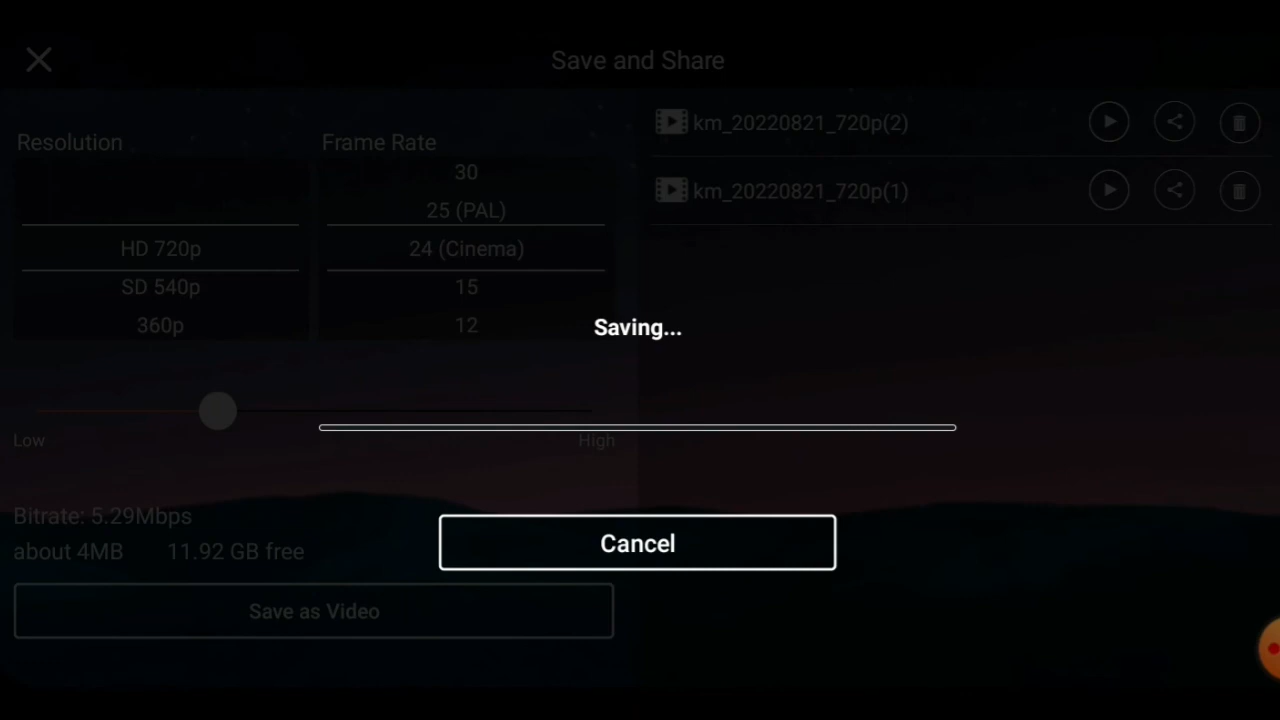 Save and Share
Resolution
Frame Rate
30
25 (PAL)
HD 720p
24 (Cinema)
SD 540p
15
360p
12
Low
High
Bitrate: 5.29Mbps
about 4MB 11.92 GB free
Save as Video
km_20220821_720p(2)
km_20220821_720p(1)
Saving...
Cancel